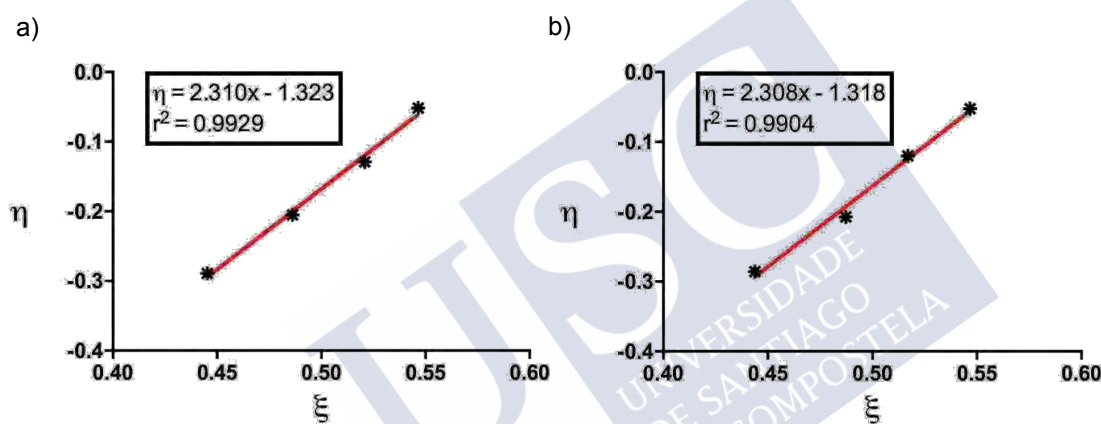 a)
0.0
-0.1
-0.2
-0.3
-0.4
η
η = 2.310x - 1.323
r² = 0.9929
0.40
0.45
0.50
0.55
0.60
ξ
b)
0.0
-0.1
-0.2
-0.3
-0.4
η
η = 2.308x - 1.318
r² = 0.9904
0.40
0.45
0.50
0.55
0.60
ξ
USC
UNIVERSIDADE
DE SANTIAGO
DE COMPOSTELA